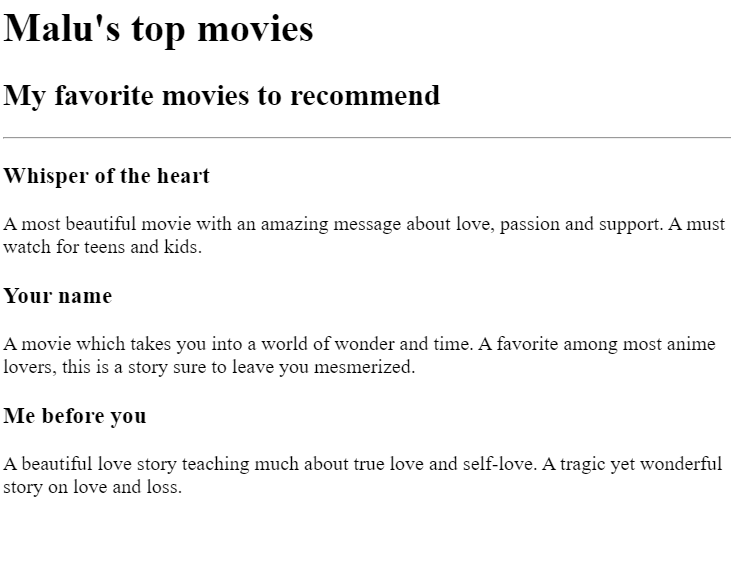 Malu's top movies
My favorite movies to recommend
Whisper of the heart
A most beautiful movie with an amazing message about love, passion and support. A must
watch for teens and kids.
Your name
A movie which takes you into a world of wonder and time. A favorite among most anime
lovers, this is a story sure to leave you mesmerized.
Me before you
A beautiful love story teaching much about true love and self-love. A tragic yet wonderful
story on love and loss.